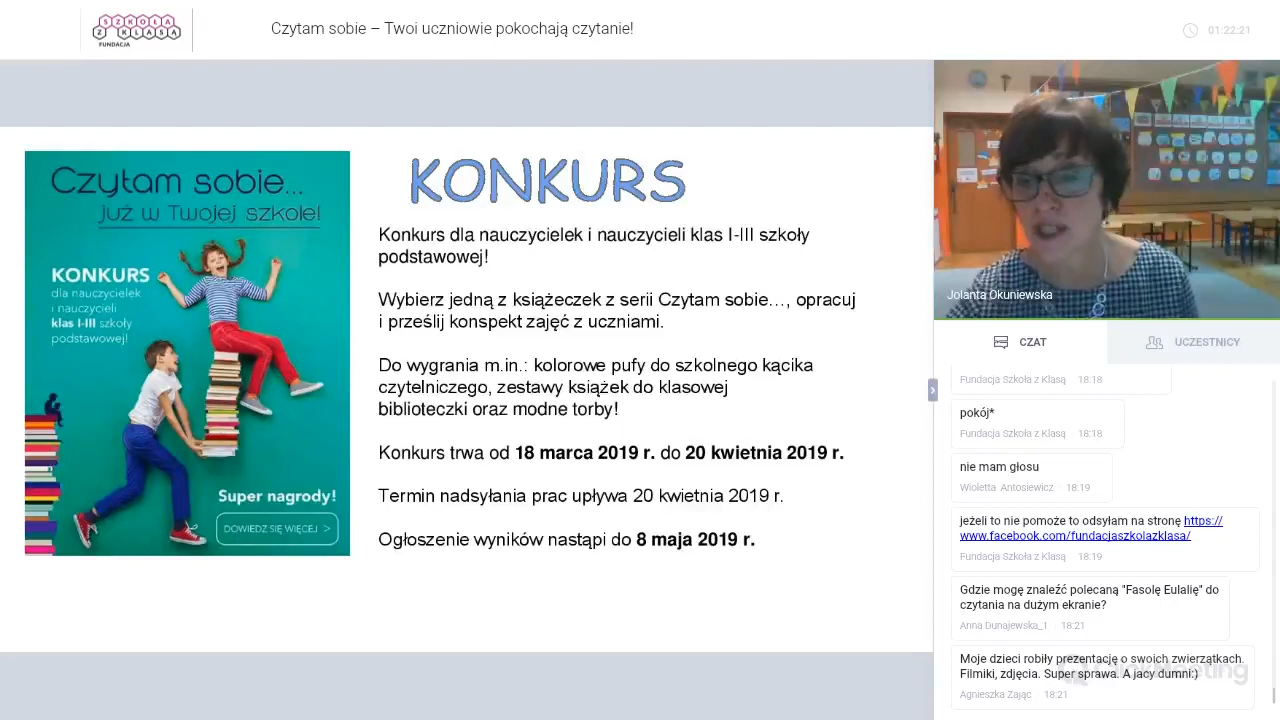 SZKOŁA
Z KLASĄ
FUNDACJA
Czytam sobie – Twoi uczniowie pokochają czytanie!
01:22:21
Czytam sobie...
już w Twojej szkole!
KONKURS
dla nauczycielek
i nauczycieli
klas I-III szkoły
podstawowej!
Super nagrody!
DOWIEDZ SIĘ WIĘCEJ >
KONKURS
Konkurs dla nauczycielek i nauczycieli klas I-III szkoły
podstawowej!
Wybierz jedną z książeczek z serii Czytam sobie…, opracuj
i prześlij konspekt zajęć z uczniami.
Do wygrania m.in.: kolorowe pufy do szkolnego kącika
czytelniczego, zestawy książek do klasowej
biblioteczki oraz modne torby!
Konkurs trwa od 18 marca 2019 r. do 20 kwietnia 2019 r.
Termin nadsyłania prac upływa 20 kwietnia 2019 r.
Ogłoszenie wyników nastąpi do 8 maja 2019 r.
Jolanta Okuniewska
CZAT
UCZESTNICY
Fundacja Szkoła z Klasą · 18:18
pokój*
Fundacja Szkoła z Klasą · 18:18
nie mam głosu
Wioletta Antosiewicz · 18:19
jeżeli to nie pomoże to odsyłam na stronę https://
www.facebook.com/fundacjaszkolazklasa/
Fundacja Szkoła z Klasą · 18:19
Gdzie mogę znaleźć polecaną "Fasolę Eulalię" do
czytania na dużym ekranie?
Anna Dunajewska_1 · 18:21
Moje dzieci robiły prezentację o swoich zwierzątkach.
Filmiki, zdjęcia. Super sprawa. A jacy dumni:)
Agnieszka Zając · 18:21
ClickMeeting